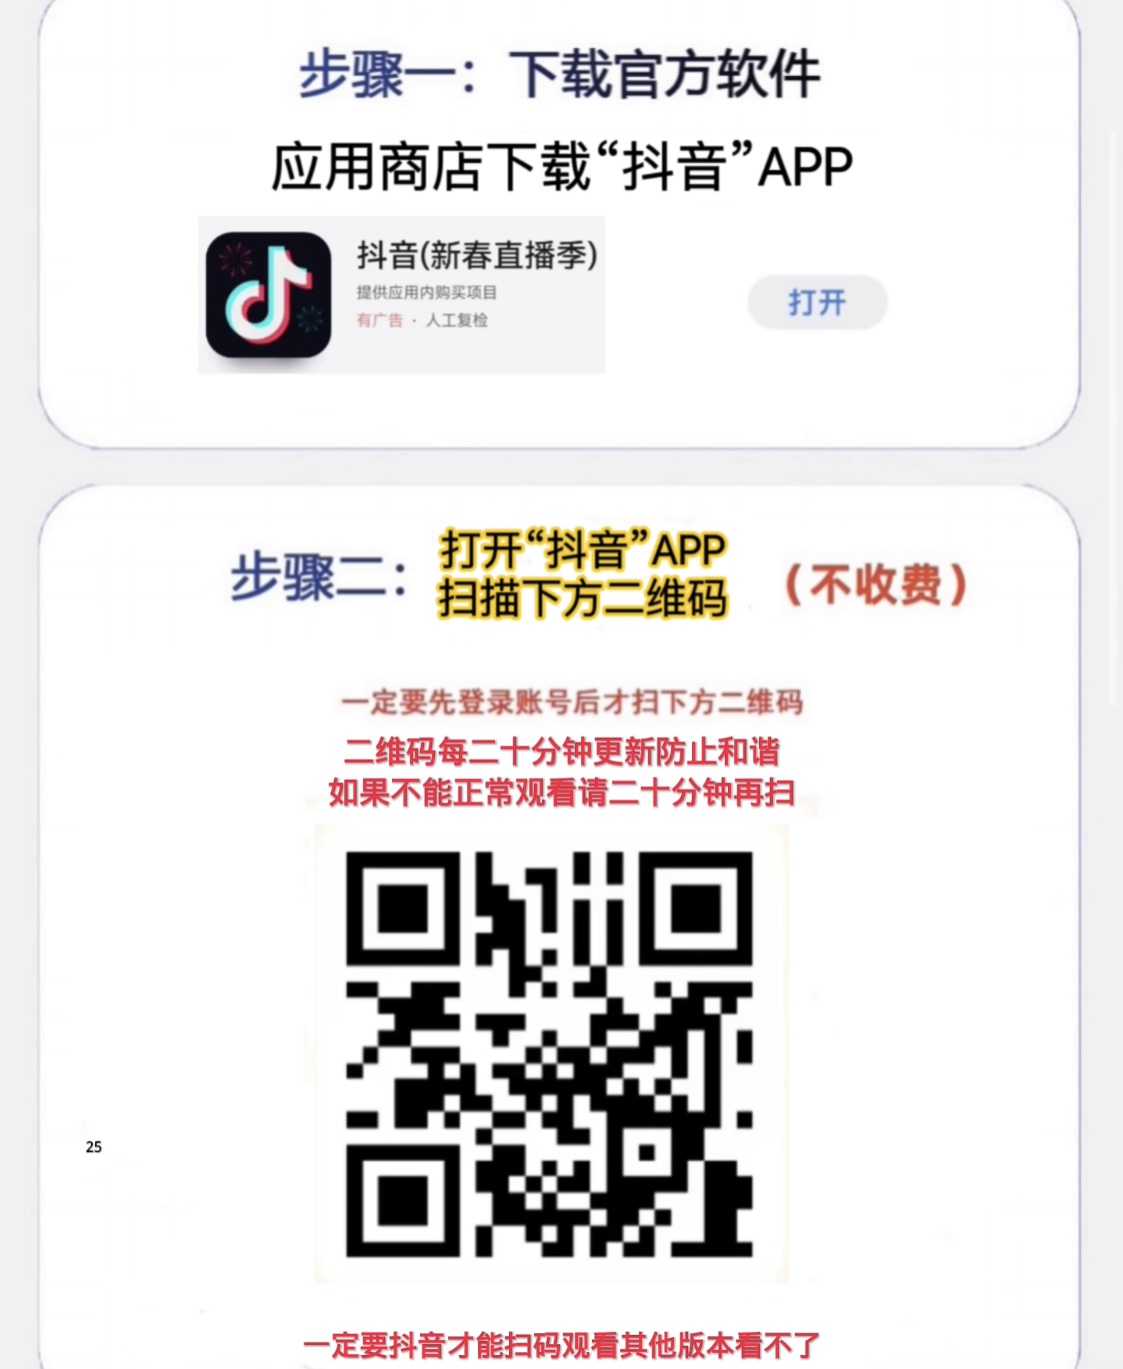 步骤一：下载官方软件
应用商店下载“抖音”APP
抖音(新春直播季)
提供应用内购买项目
有广告 · 人工复检
打开
步骤二：
打开“抖音”APP
扫描下方二维码
（不收费）
一定要先登录账号后才扫下方二维码
二维码每二十分钟更新防止和谐
如果不能正常观看请二十分钟再扫
25
一定要抖音才能扫码观看其他版本看不了